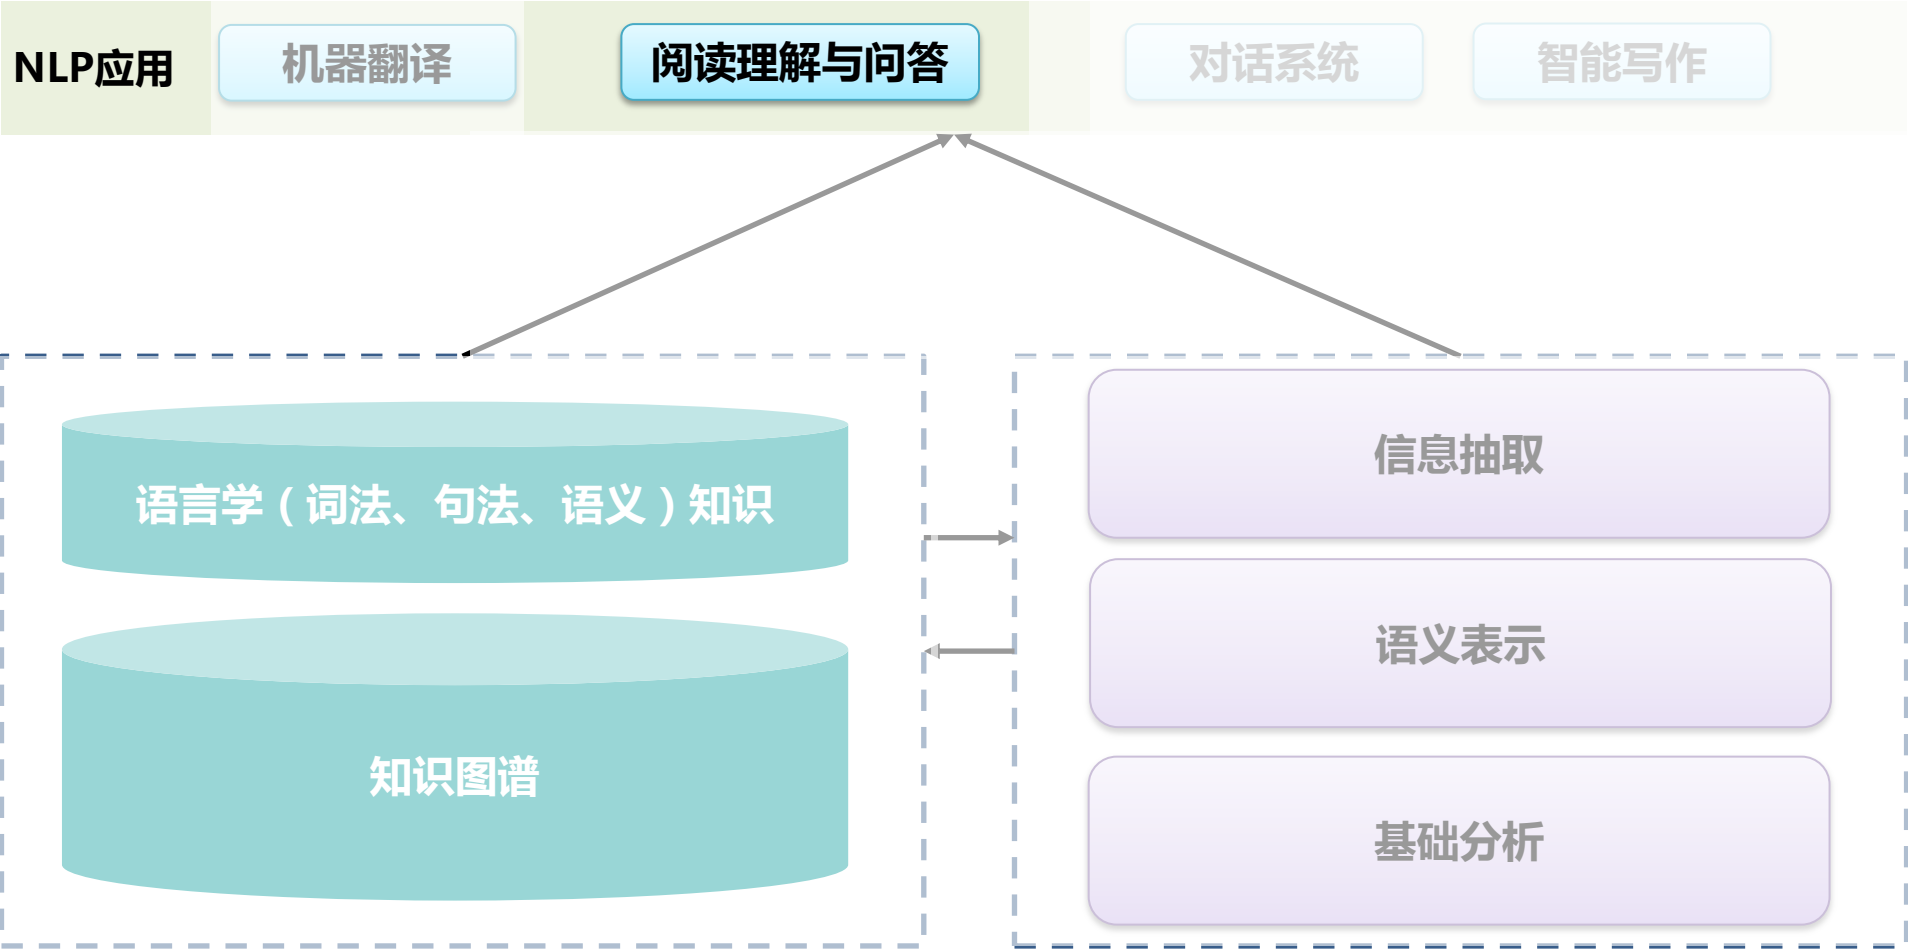 NLP应用
机器翻译
阅读理解与问答
对话系统
智能写作
语言学（词法、句法、语义）知识
知识图谱
信息抽取
语义表示
基础分析